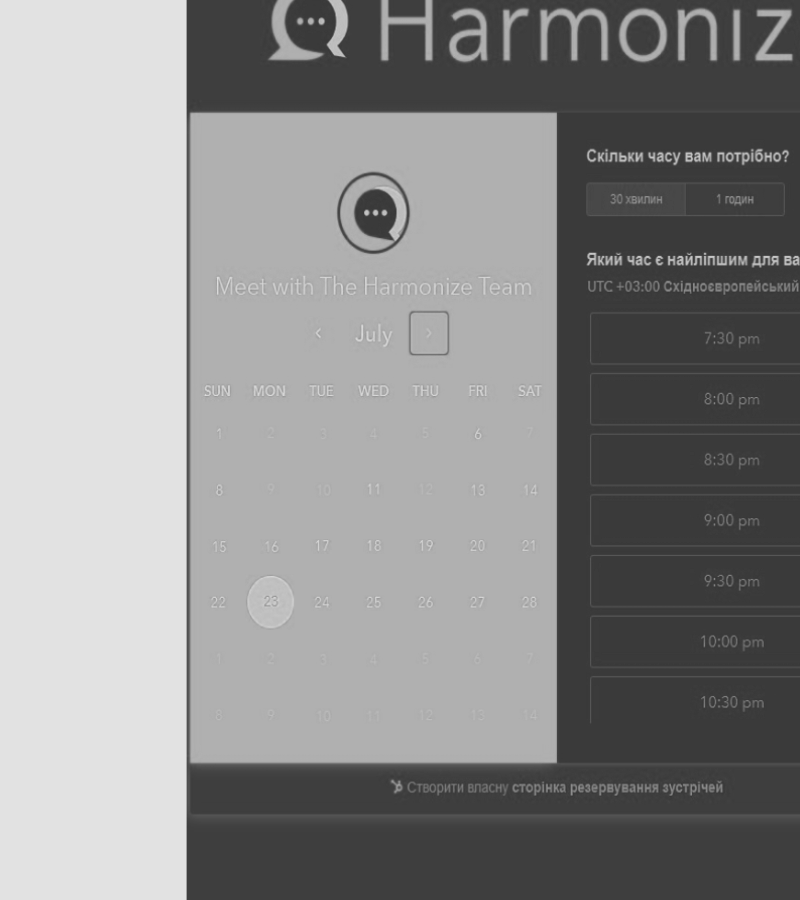 Harmoniz
Скільки часу вам потрібно?
30 хвилин 1 годин
Який час є найліпшим для ва
UTC +03:00 Східноєвропейський
Meet with The Harmonize Team
July
SUN MON TUE WED THU FRI SAT
1 2 3 4 5 6 7
8 9 10 11 12 13 14
15 16 17 18 19 20 21
22 23 24 25 26 27 28
1 2 3 4 5 6 7
8 9 10 11 12 13 14
7:30 pm
8:00 pm
8:30 pm
9:00 pm
9:30 pm
10:00 pm
10:30 pm
Створити власну сторінка резервування зустрічей